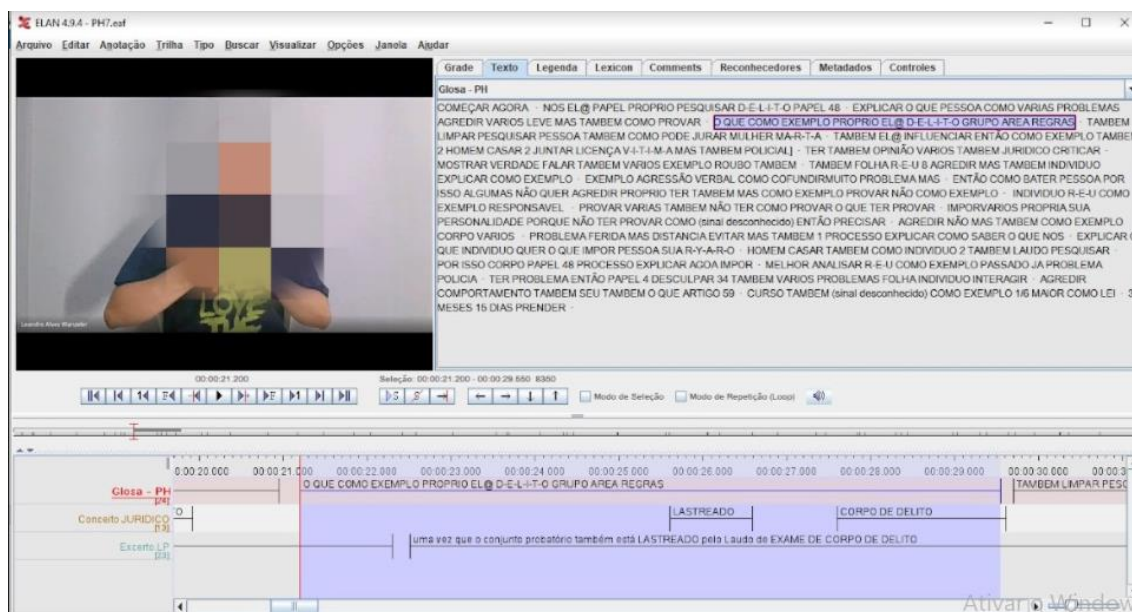 ELAN 4.9.4 - PH7.eaf
Arquivo Editar Anotação Trilha Tipo Buscar Visualizar Opções Janela Ajudar
Grade Texto Legenda Lexicon Comments Reconhecedores Metadados Controles
Glosa - PH
COMEÇAR AGORA · NOS EL@ PAPEL PROPRIO PESQUISAR D-E-L-I-T-O PAPEL 48 · EXPLICAR O QUE PESSOA COMO VARIAS PROBLEMAS
AGREDIR VARIOS LEVE MAS TAMBEM COMO PROVAR · O QUE COMO EXEMPLO PROPRIO EL@ D-E-L-I-T-O GRUPO AREA REGRAS · TAMBEM
LIMPAR PESQUISAR PESSOA TAMBEM COMO PODE JURAR MULHER MA-R-T-A · TAMBEM EL@ INFLUENCIAR ENTÃO COMO EXEMPLO TAMBE
2 HOMEM CASAR 2 JUNTAR LICENÇA V-I-T-I-M-A MAS TAMBEM POLICIAL] · TER TAMBEM OPINIÃO VARIOS TAMBEM JURIDICO CRITICAR ·
MOSTRAR VERDADE FALAR TAMBEM VARIOS EXEMPLO ROUBO TAMBEM · TAMBEM FOLHA R-E-U 8 AGREDIR MAS TAMBEM INDIVIDUO
EXPLICAR COMO EXEMPLO · EXEMPLO AGRESSÃO VERBAL COMO COFUNDIRMUITO PROBLEMA MAS · ENTÃO COMO BATER PESSOA POR
ISSO ALGUMAS NÃO QUER AGREDIR PROPRIO TER TAMBEM MAS COMO EXEMPLO PROVAR NÃO COMO EXEMPLO · INDIVIDUO R-E-U COMO
EXEMPLO RESPONSAVEL · PROVAR VARIAS TAMBEM NÃO TER COMO PROVAR O QUE TER PROVAR · IMPORVARIOS PROPRIA SUA
PERSONALIDADE PORQUE NÃO TER PROVAR COMO (sinal desconhecido) ENTÃO PRECISAR · AGREDIR NÃO MAS TAMBEM COMO EXEMPLO
CORPO VARIOS · PROBLEMA FERIDA MAS DISTANCIA EVITAR MAS TAMBEM 1 PROCESSO EXPLICAR COMO SABER O QUE NOS · EXPLICAR
QUE INDIVIDUO QUER O QUE IMPOR PESSOA SUA R-Y-A-R-O · HOMEM CASAR TAMBEM COMO INDIVIDUO 2 TAMBEM LAUDO PESQUISAR ·
POR ISSO CORPO PAPEL 48 PROCESSO EXPLICAR AGOA IMPOR · MELHOR ANALISAR R-E-U COMO EXEMPLO PASSADO JA PROBLEMA
POLICIA · TER PROBLEMA ENTÃO PAPEL 4 DESCULPAR 34 TAMBEM VARIOS PROBLEMAS FOLHA INDIVIDUO INTERAGIR · AGREDIR
COMPORTAMENTO TAMBEM SEU TAMBEM O QUE ARTIGO 59 · CURSO TAMBEM (sinal desconhecido) COMO EXEMPLO 1/6 MAIOR COMO LEI · 3
MESES 15 DIAS PRENDER ·
LOVE
THE
00:00:21.200
Seleção: 00:00:21.200 - 00:00:29.550 8350
Modo de Seleção Modo de Repetição (Loop)
0:00:20.000 00:00:21.000 00:00:22.000 00:00:23.000 00:00:24.000 00:00:25.000 00:00:26.000 00:00:27.000 00:00:28.000 00:00:29.000 00:00:30.000 00:00:3
Glosa - PH
O QUE COMO EXEMPLO PROPRIO EL@ D-E-L-I-T-O GRUPO AREA REGRAS TAMBEM LIMPAR PESQ
Conceito JURIDICO
LASTREADO CORPO DE DELITO
Excerto LP
uma vez que o conjunto probatório também está LASTREADO pelo Laudo de EXAME DE CORPO DE DELITO
Ativar o Window